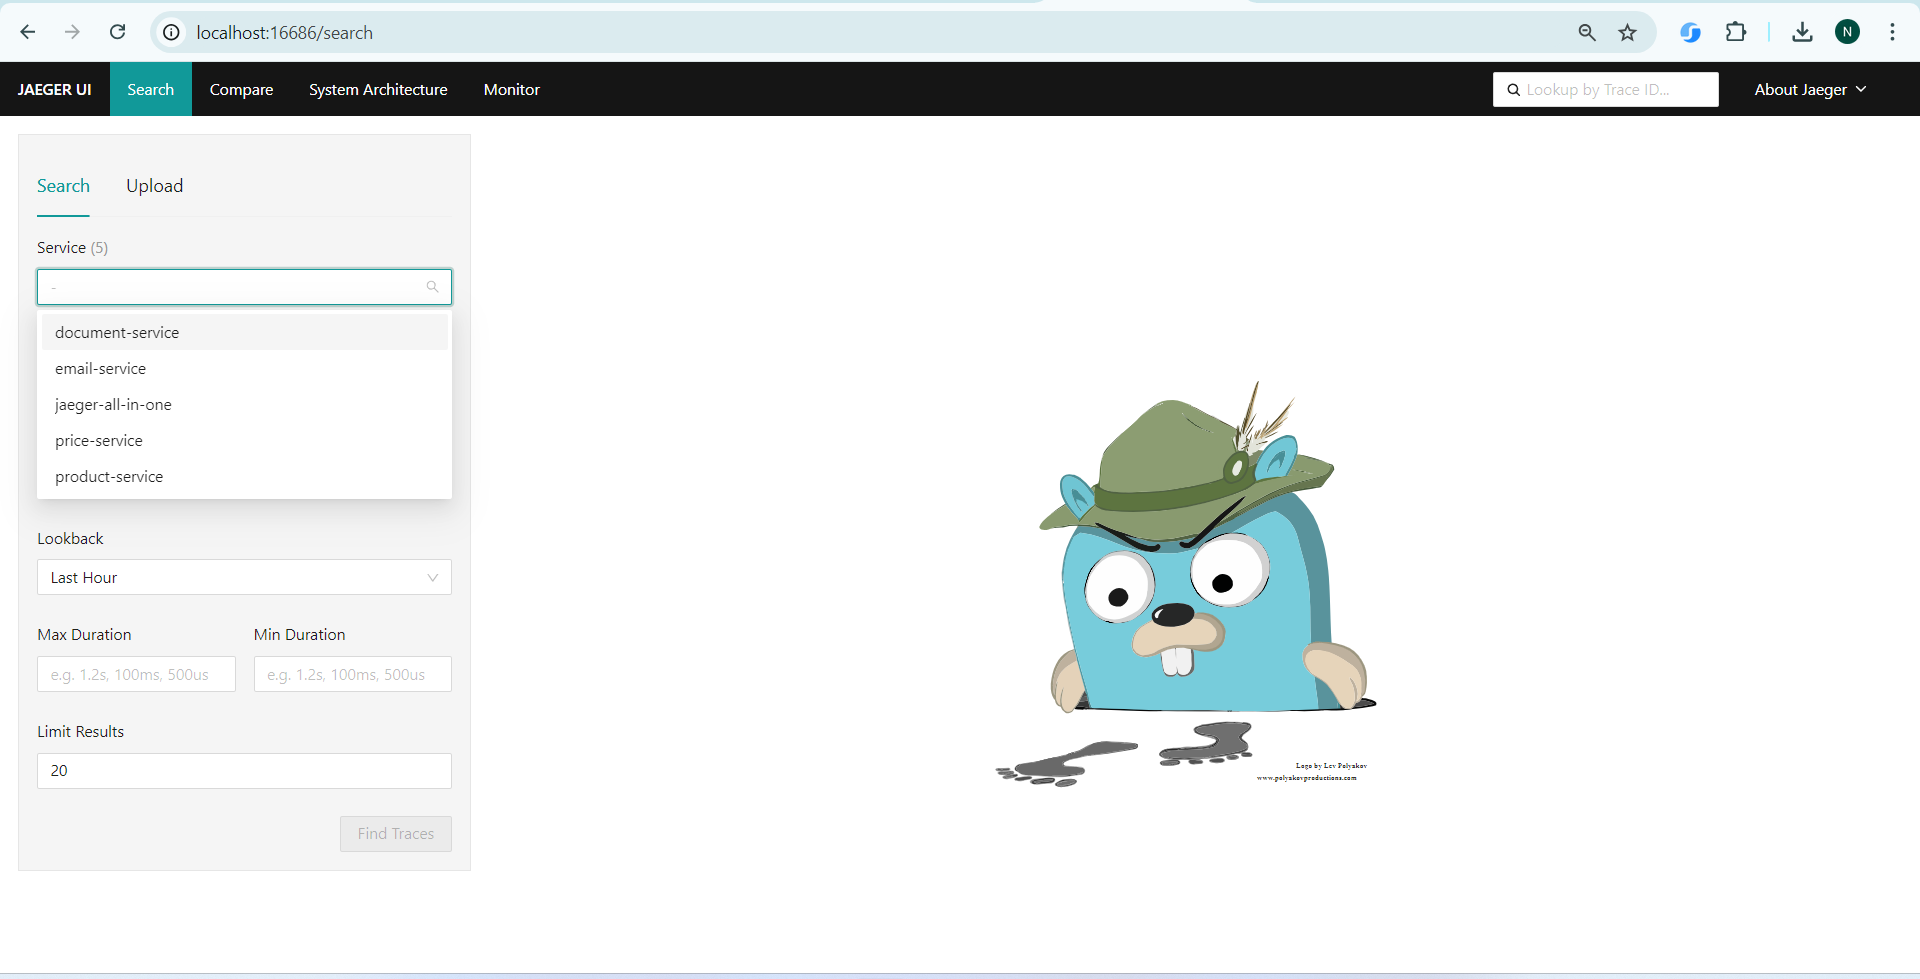 localhost:16686/search
N
JAEGER UI Search Compare System Architecture Monitor Lookup by Trace ID... About Jaeger
Search Upload
Service (5)
-
document-service
email-service
jaeger-all-in-one
price-service
product-service
Lookback
Last Hour
Max Duration Min Duration
e.g. 1.2s, 100ms, 500us e.g. 1.2s, 100ms, 500us
Limit Results
20
Find Traces
Logo by Lev Polyakov
www.polyakovproductions.com